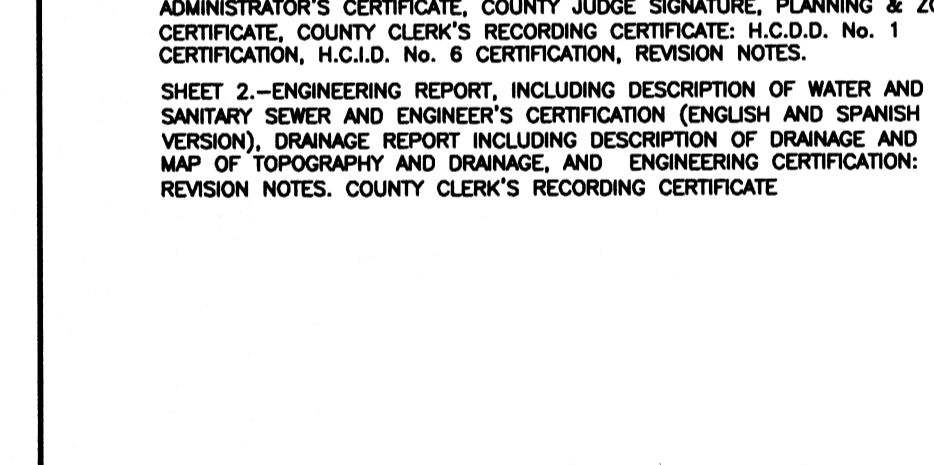 ADMINISTRATOR'S CERTIFICATE, COUNTY JUDGE SIGNATURE, PLANNING &
CERTIFICATE, COUNTY CLERK'S RECORDING CERTIFICATE: H.C.D.D. No. 1
CERTIFICATION, H.C.I.D. No. 6 CERTIFICATION, REVISION NOTES.
SHEET 2.-ENGINEERING REPORT, INCLUDING DESCRIPTION OF WATER AND
SANITARY SEWER AND ENGINEER'S CERTIFICATION (ENGLISH AND SPANISH
VERSION), DRAINAGE REPORT INCLUDING DESCRIPTION OF DRAINAGE AND
MAP OF TOPOGRAPHY AND DRAINAGE, AND ENGINEERING CERTIFICATION:
REVISION NOTES. COUNTY CLERK'S RECORDING CERTIFICATE